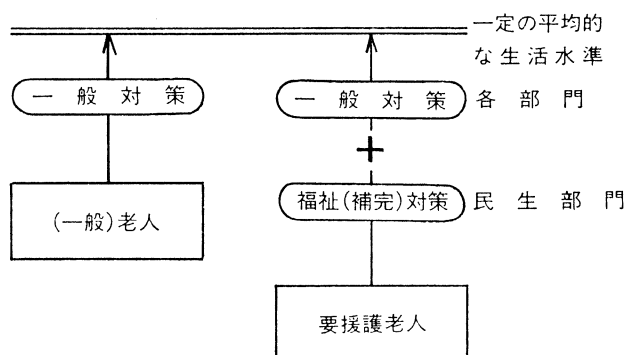 一定の平均的
な生活水準
一般対策
一般対策
各部門
+
福祉(補完)対策
民生部門
(一般)老人
要援護老人